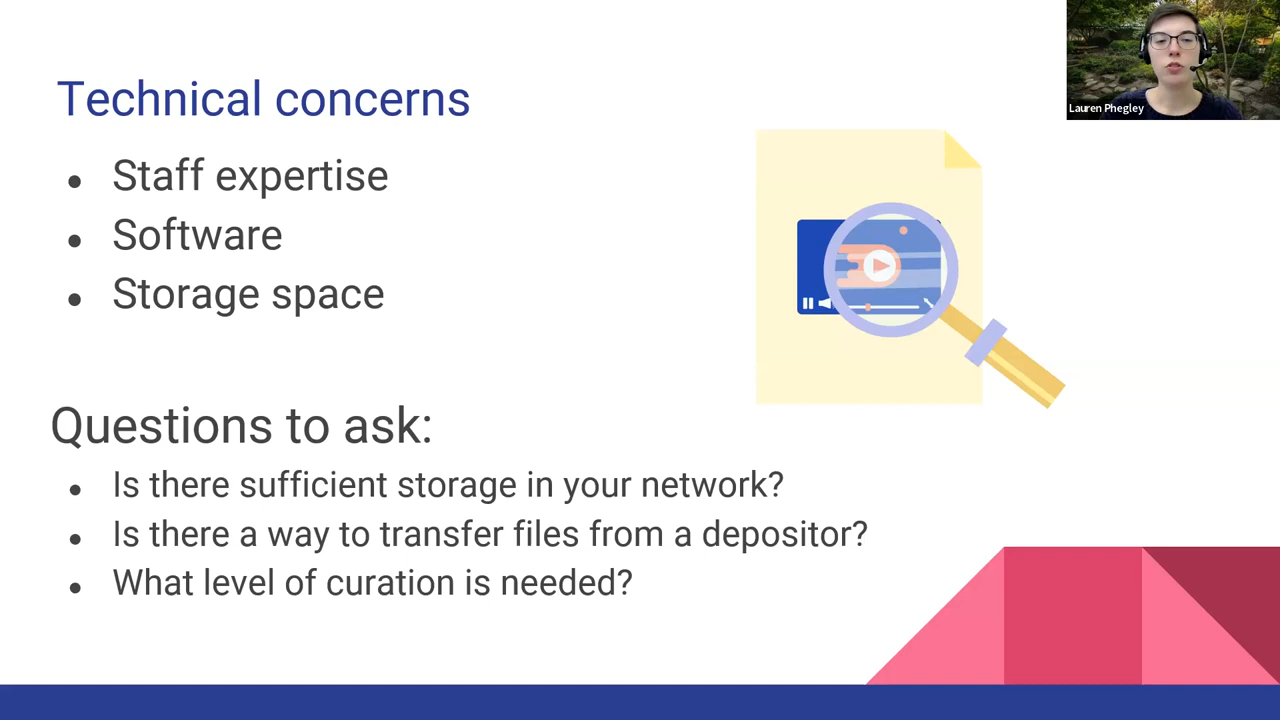 Technical concerns
● Staff expertise
● Software
● Storage space
Questions to ask:
● Is there sufficient storage in your network?
● Is there a way to transfer files from a depositor?
● What level of curation is needed?
Lauren Phegley